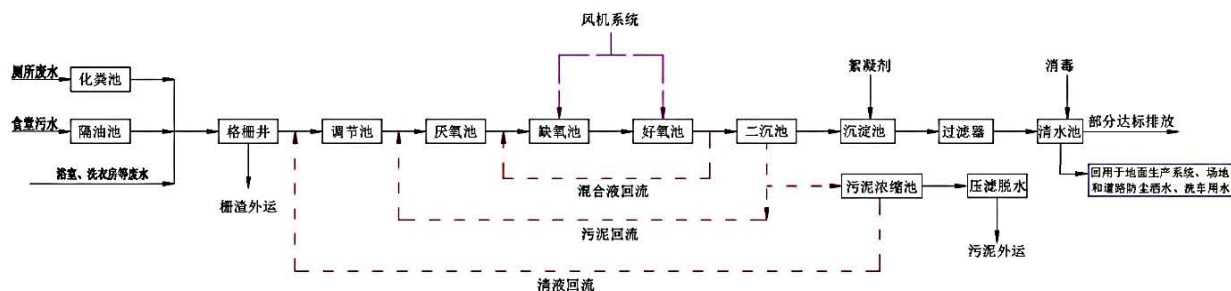 风机系统
厕所废水
化粪池
絮凝剂
消毒
食堂污水
隔油池
格栅井
调节池
厌氧池
缺氧池
好氧池
二沉池
沉淀池
过滤器
清水池
部分达标排放
浴室、洗衣房等废水
栅渣外运
混合液回流
污泥浓缩池
压滤脱水
回用于地面生产系统、场地
和道路防尘洒水、洗车用水
污泥回流
污泥外运
清液回流